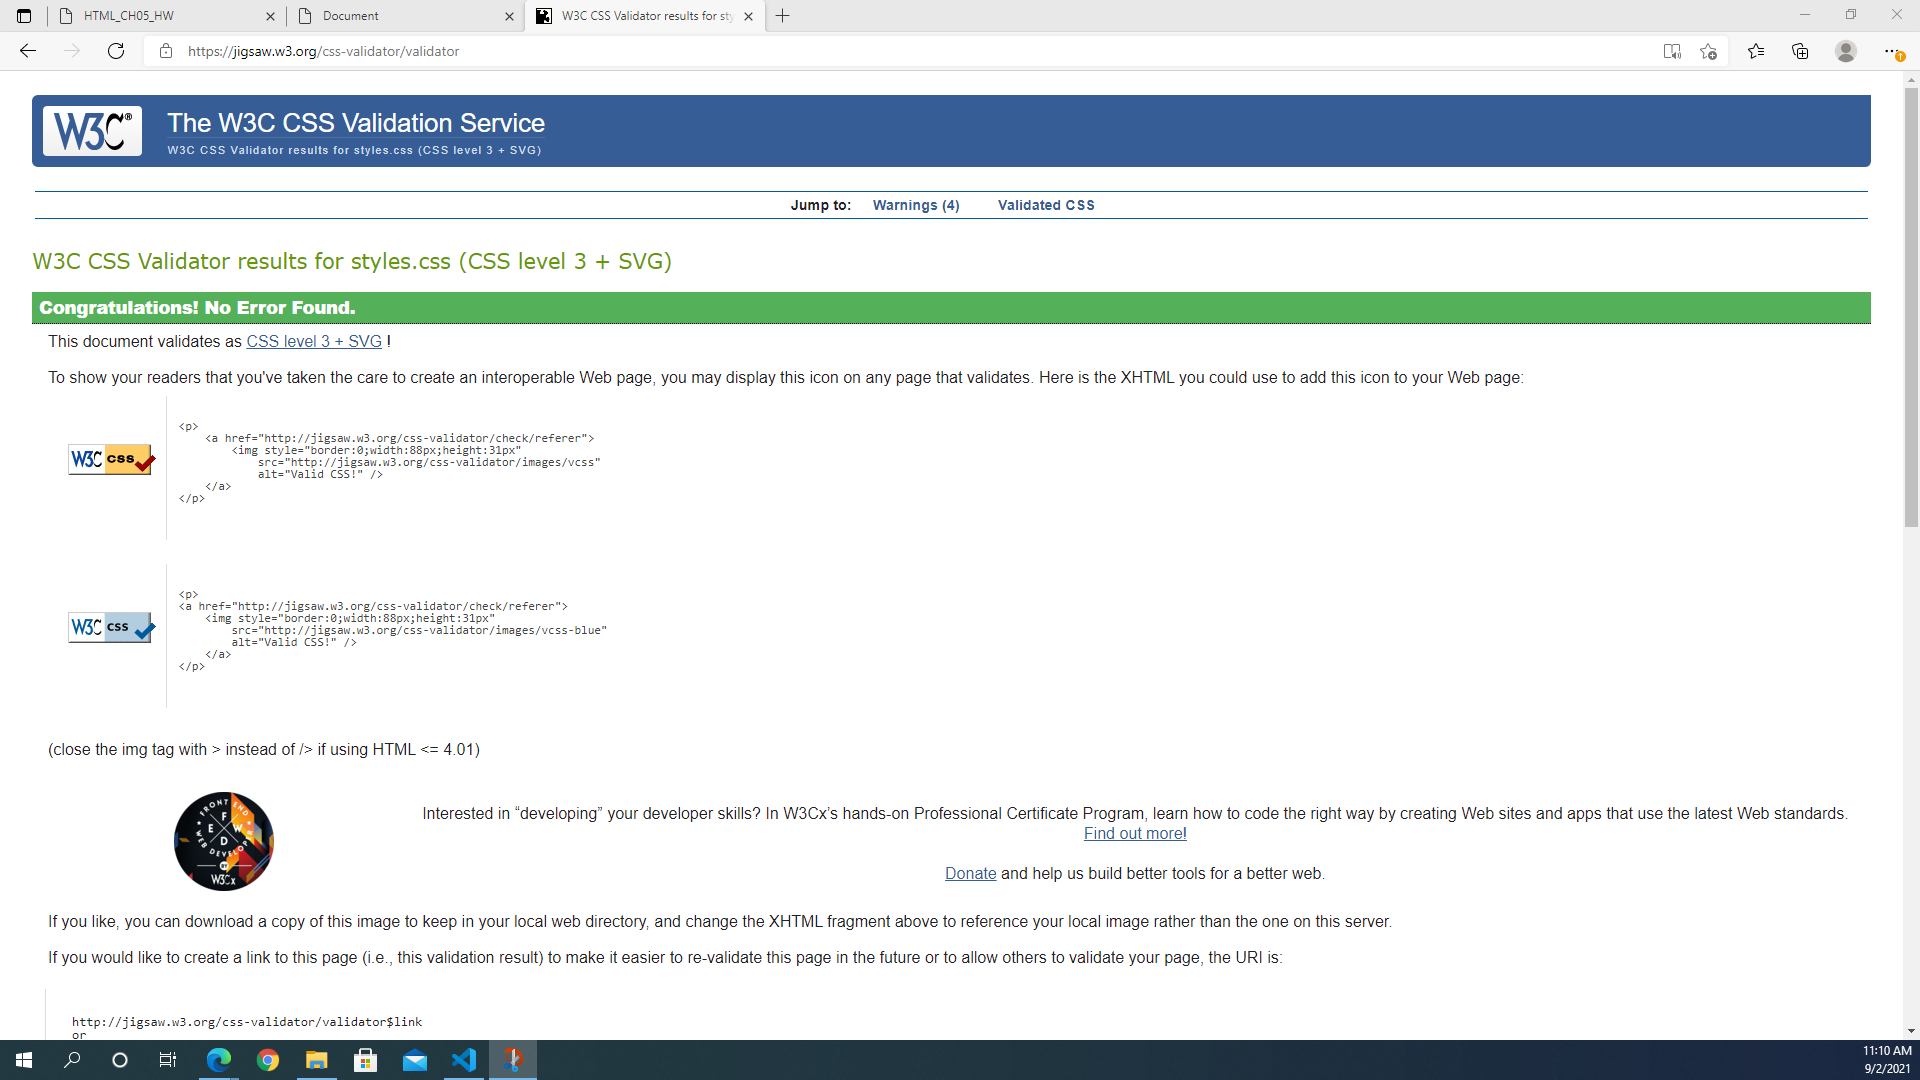 HTML_CH05_HW
Document
W3C CSS Validator results for sty
https://jigsaw.w3.org/css-validator/validator
W3C®
The W3C CSS Validation Service
W3C CSS Validator results for styles.css (CSS level 3 + SVG)
Jump to: Warnings (4) Validated CSS
W3C CSS Validator results for styles.css (CSS level 3 + SVG)
Congratulations! No Error Found.
This document validates as CSS level 3 + SVG !
To show your readers that you've taken the care to create an interoperable Web page, you may display this icon on any page that validates. Here is the XHTML you could use to add this icon to your Web page:
W3C css
<p>
<a href="http://jigsaw.w3.org/css-validator/check/referer">
<img style="border:0;width:88px;height:31px"
src="http://jigsaw.w3.org/css-validator/images/vcss"
alt="Valid CSS!" />
</a>
</p>
W3C css
<p>
<a href="http://jigsaw.w3.org/css-validator/check/referer">
<img style="border:0;width:88px;height:31px"
src="http://jigsaw.w3.org/css-validator/images/vcss-blue"
alt="Valid CSS!" />
</a>
</p>
(close the img tag with > instead of /> if using HTML <= 4.01)
FRONT END
F
E W
D
WEB DEVELOPER
W3Cx
Interested in “developing” your developer skills? In W3Cx’s hands-on Professional Certificate Program, learn how to code the right way by creating Web sites and apps that use the latest Web standards.
Find out more!
Donate and help us build better tools for a better web.
If you like, you can download a copy of this image to keep in your local web directory, and change the XHTML fragment above to reference your local image rather than the one on this server.
If you would like to create a link to this page (i.e., this validation result) to make it easier to re-validate this page in the future or to allow others to validate your page, the URI is:
http://jigsaw.w3.org/css-validator/validator$link
or
11:10 AM
9/2/2021